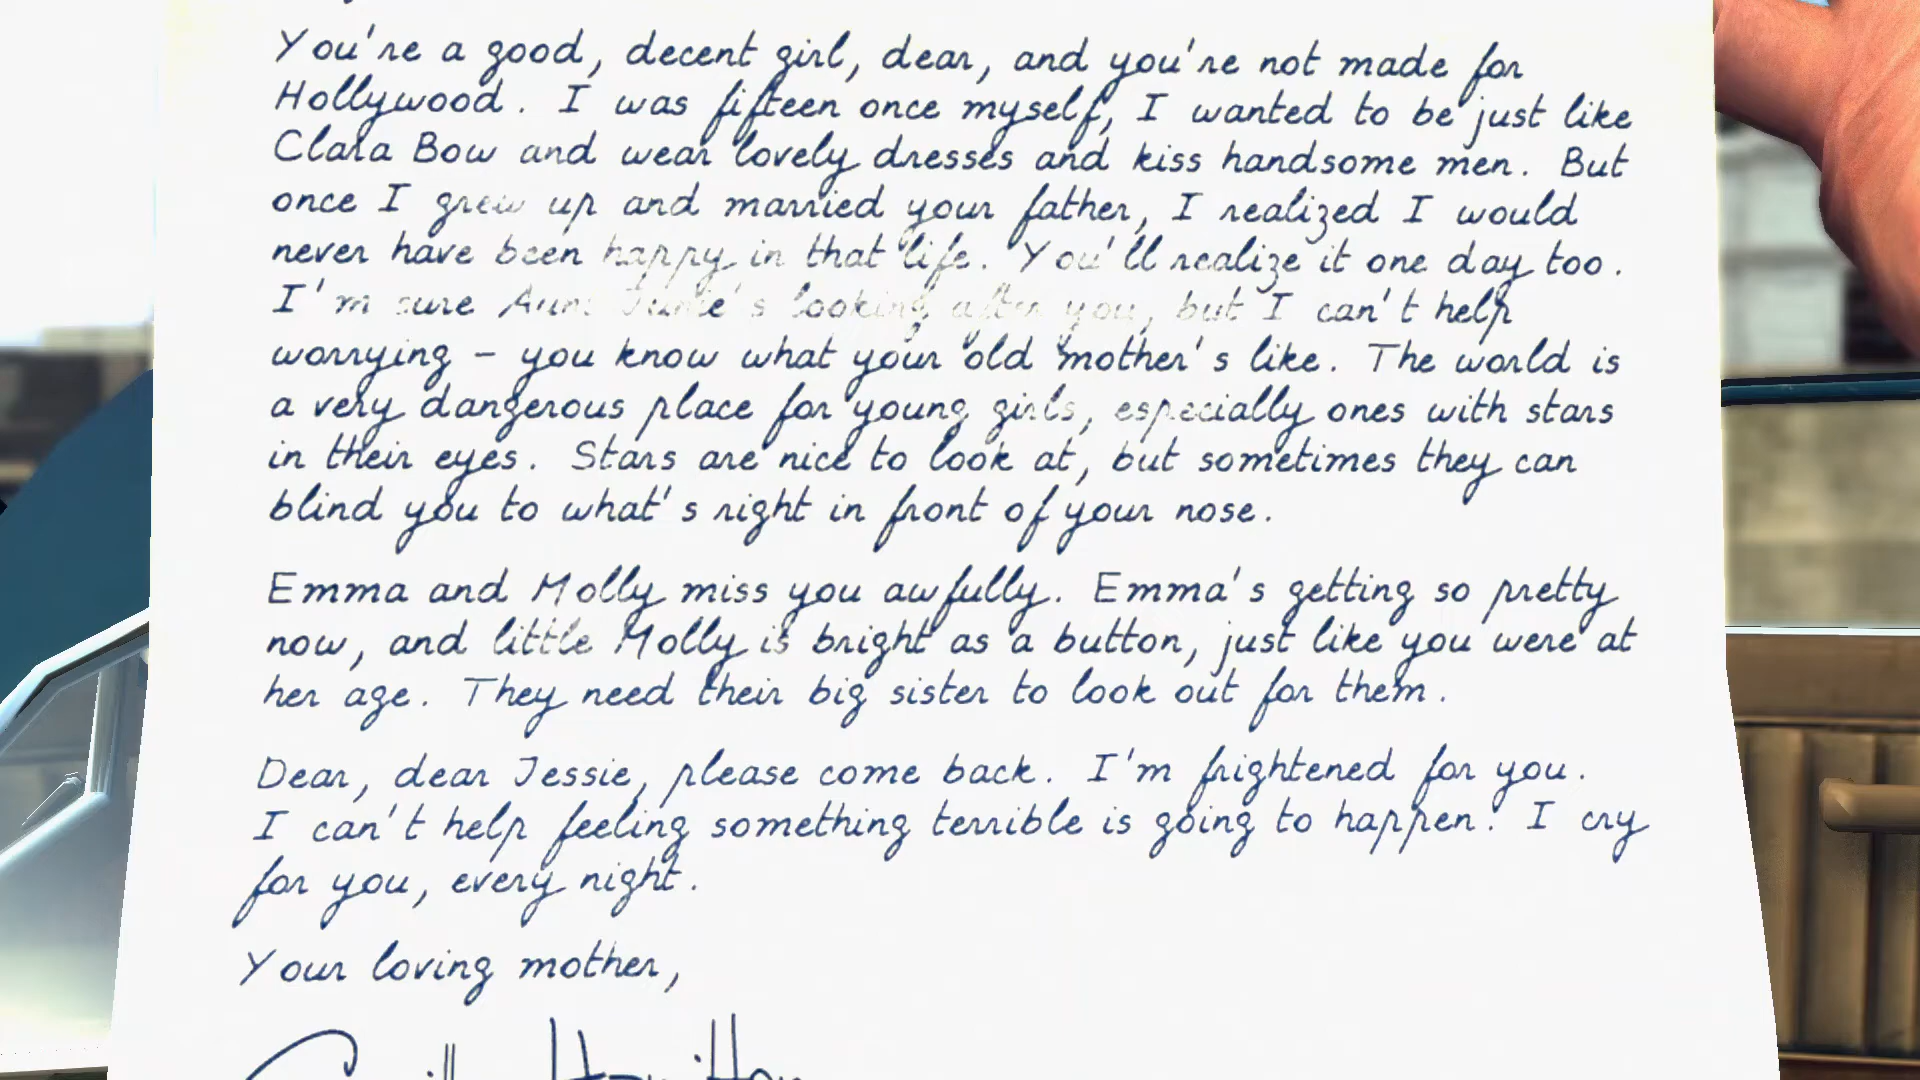 You're a good, decent girl, dear, and you're not made for
Hollywood. I was fifteen once myself, I wanted to be just like
Clara Bow and wear lovely dresses and kiss handsome men. But
once I grew up and married your father, I realized I would
never have been happy in that life. You'll realize it one day too.
I'm sure Aunt June's looking after you, but I can't help
worrying – you know what your old mother's like. The world is
a very dangerous place for young girls, especially ones with stars
in their eyes. Stars are nice to look at, but sometimes they can
blind you to what's right in front of your nose.
Emma and Molly miss you awfully. Emma's getting so pretty
now, and little Molly is bright as a button, just like you were at
her age. They need their big sister to look out for them.
Dear, dear Jessie, please come back. I'm frightened for you.
I can't help feeling something terrible is going to happen. I cry
for you, every night.
Your loving mother,
Hamilton